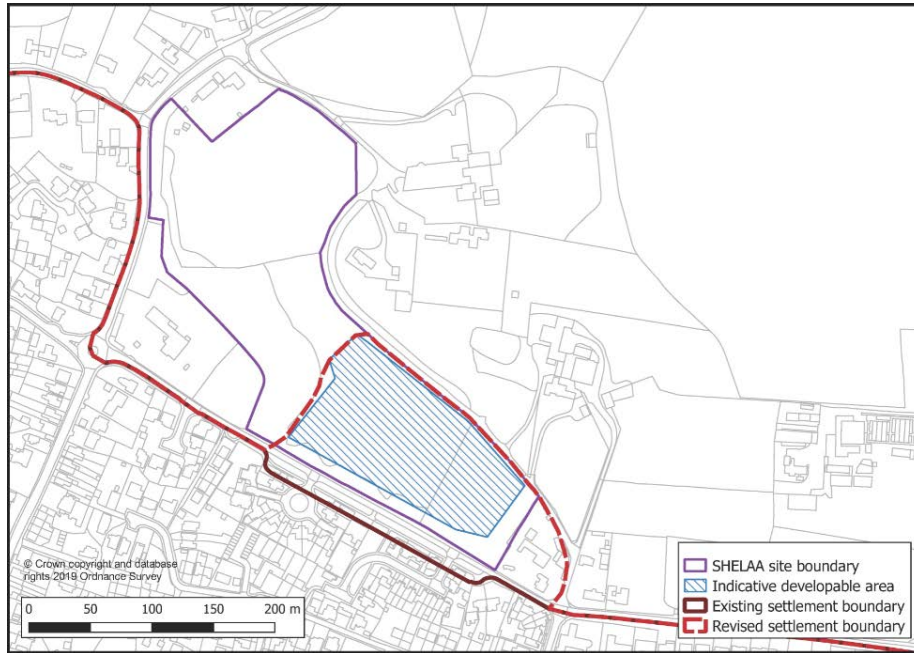 © Crown copyright and database
rights 2019 Ordnance Survey
0 50 100 150 200 m
SHELAA site boundary
Indicative developable area
Existing settlement boundary
Revised settlement boundary